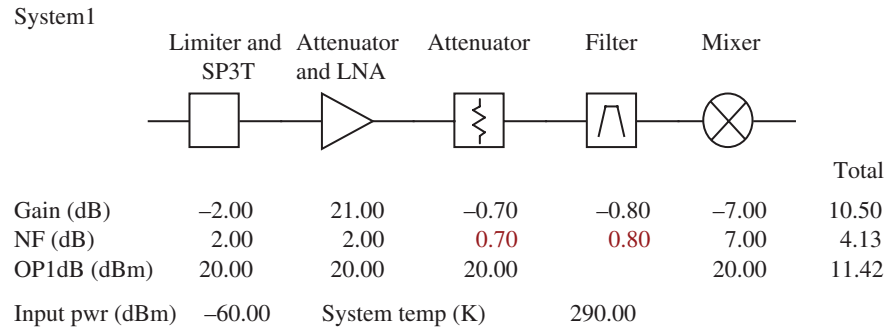 System1
Limiter and SP3T
Attenuator and LNA
Attenuator
Filter
Mixer
Total
Gain (dB) –2.00 21.00 –0.70 –0.80 –7.00 10.50
NF (dB) 2.00 2.00 0.70 0.80 7.00 4.13
OP1dB (dBm) 20.00 20.00 20.00 20.00 11.42
Input pwr (dBm) –60.00 System temp (K) 290.00